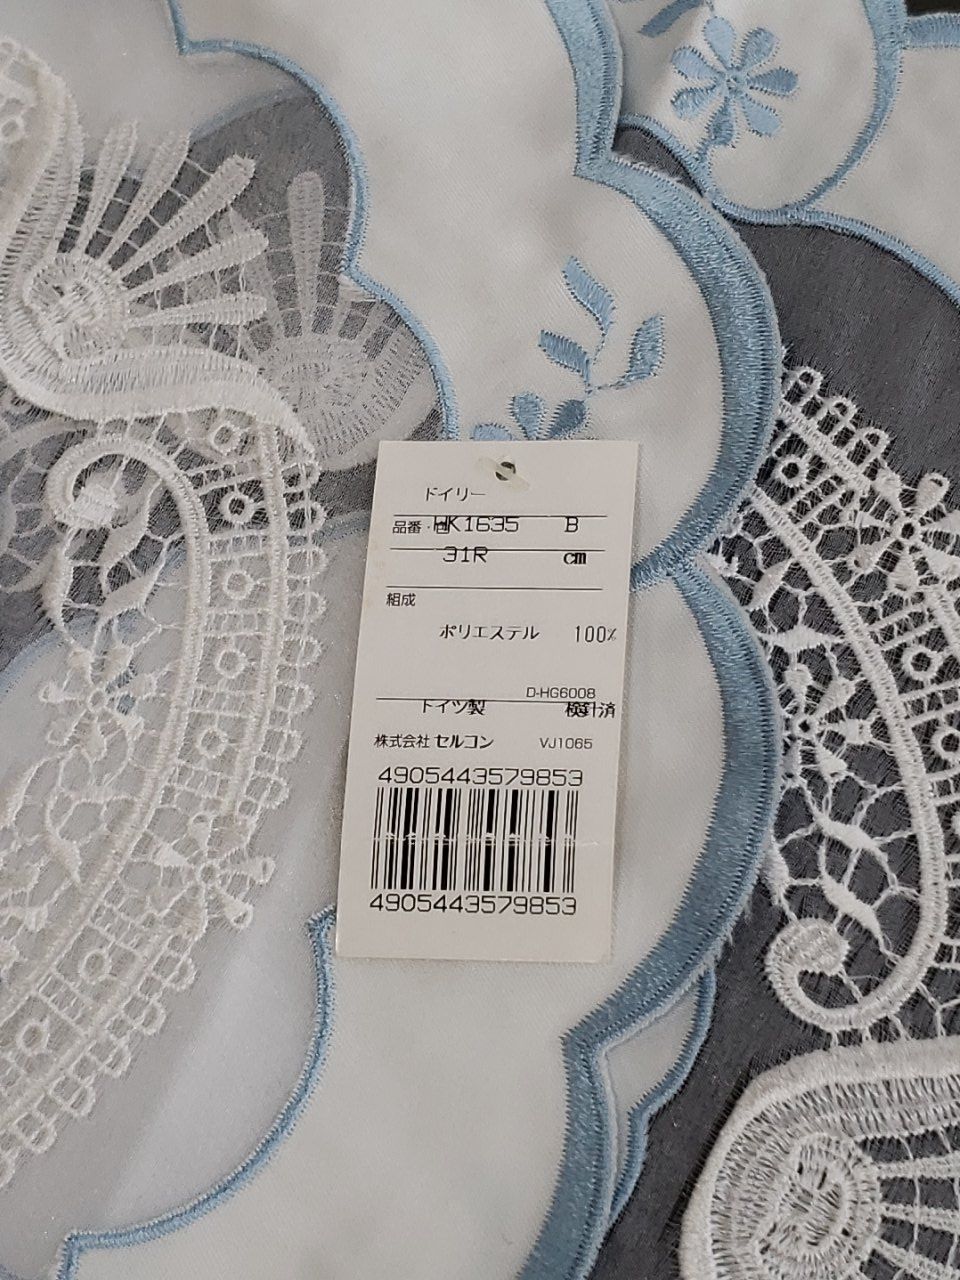 ドイリー
品番・色 HK1635 B
31R cm
組成
ポリエステル 100%
D-HG6008
ドイツ製 検針済
株式会社 セルコン VJ1065
4905443579853
4905443579853